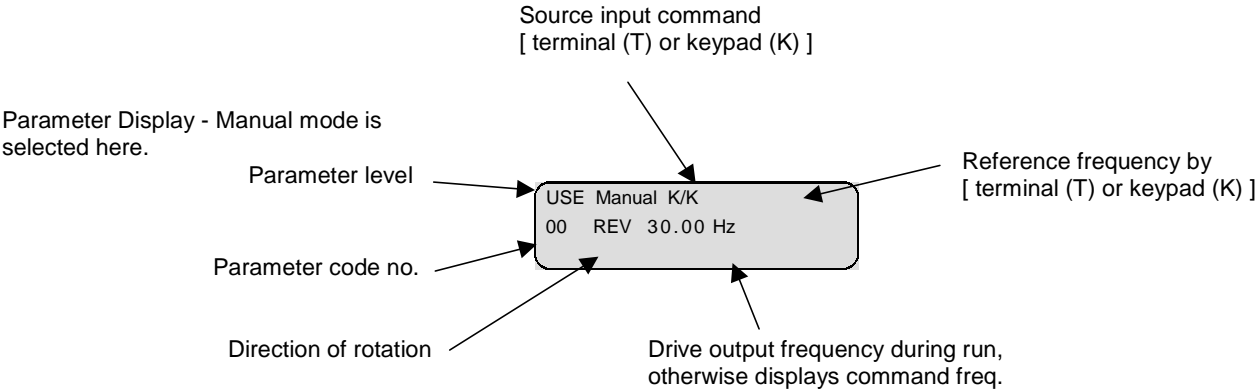 Source input command
[ terminal (T) or keypad (K) ]
Parameter Display - Manual mode is
selected here.
Parameter level
Reference frequency by
[ terminal (T) or keypad (K) ]
USE Manual K/K
00 REV 30.00 Hz
Parameter code no.
Direction of rotation
Drive output frequency during run,
otherwise displays command freq.